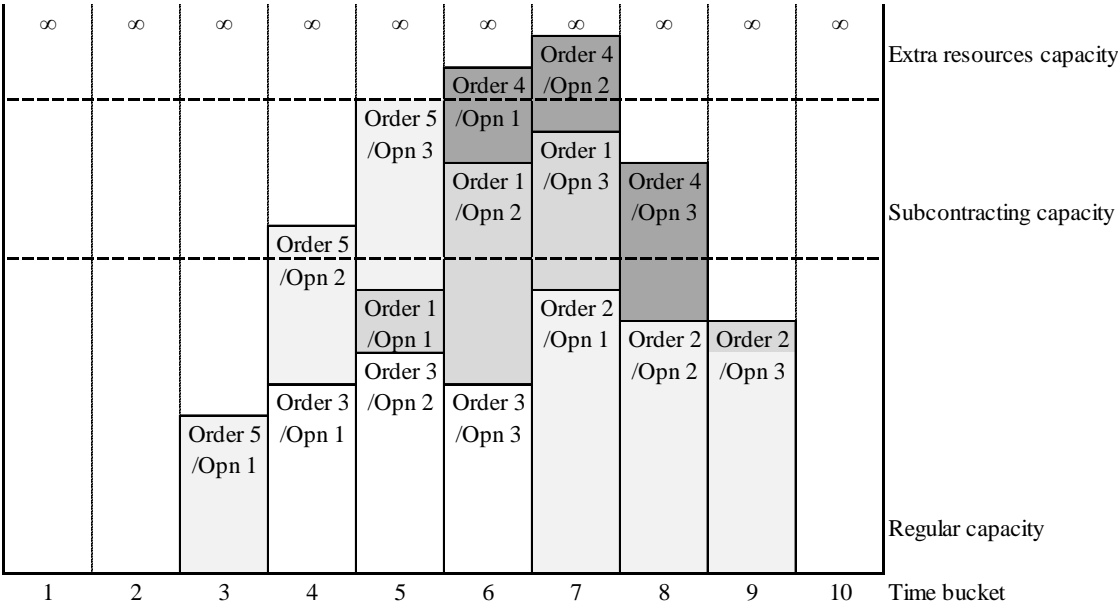 ∞ ∞ ∞ ∞ ∞ ∞ ∞ ∞ ∞ ∞
Order 4
Extra resources capacity
Order 4 /Opn 2
Order 5 /Opn 1
/Opn 3 Order 1
Order 1 /Opn 3 Order 4
/Opn 2 /Opn 3 Subcontracting capacity
Order 5
/Opn 2
Order 1 Order 2
/Opn 1 /Opn 1 Order 2 Order 2
Order 3 /Opn 2 /Opn 3
Order 3 /Opn 2 Order 3
Order 5 /Opn 1 /Opn 3
/Opn 1
Regular capacity
1 2 3 4 5 6 7 8 9 10 Time bucket